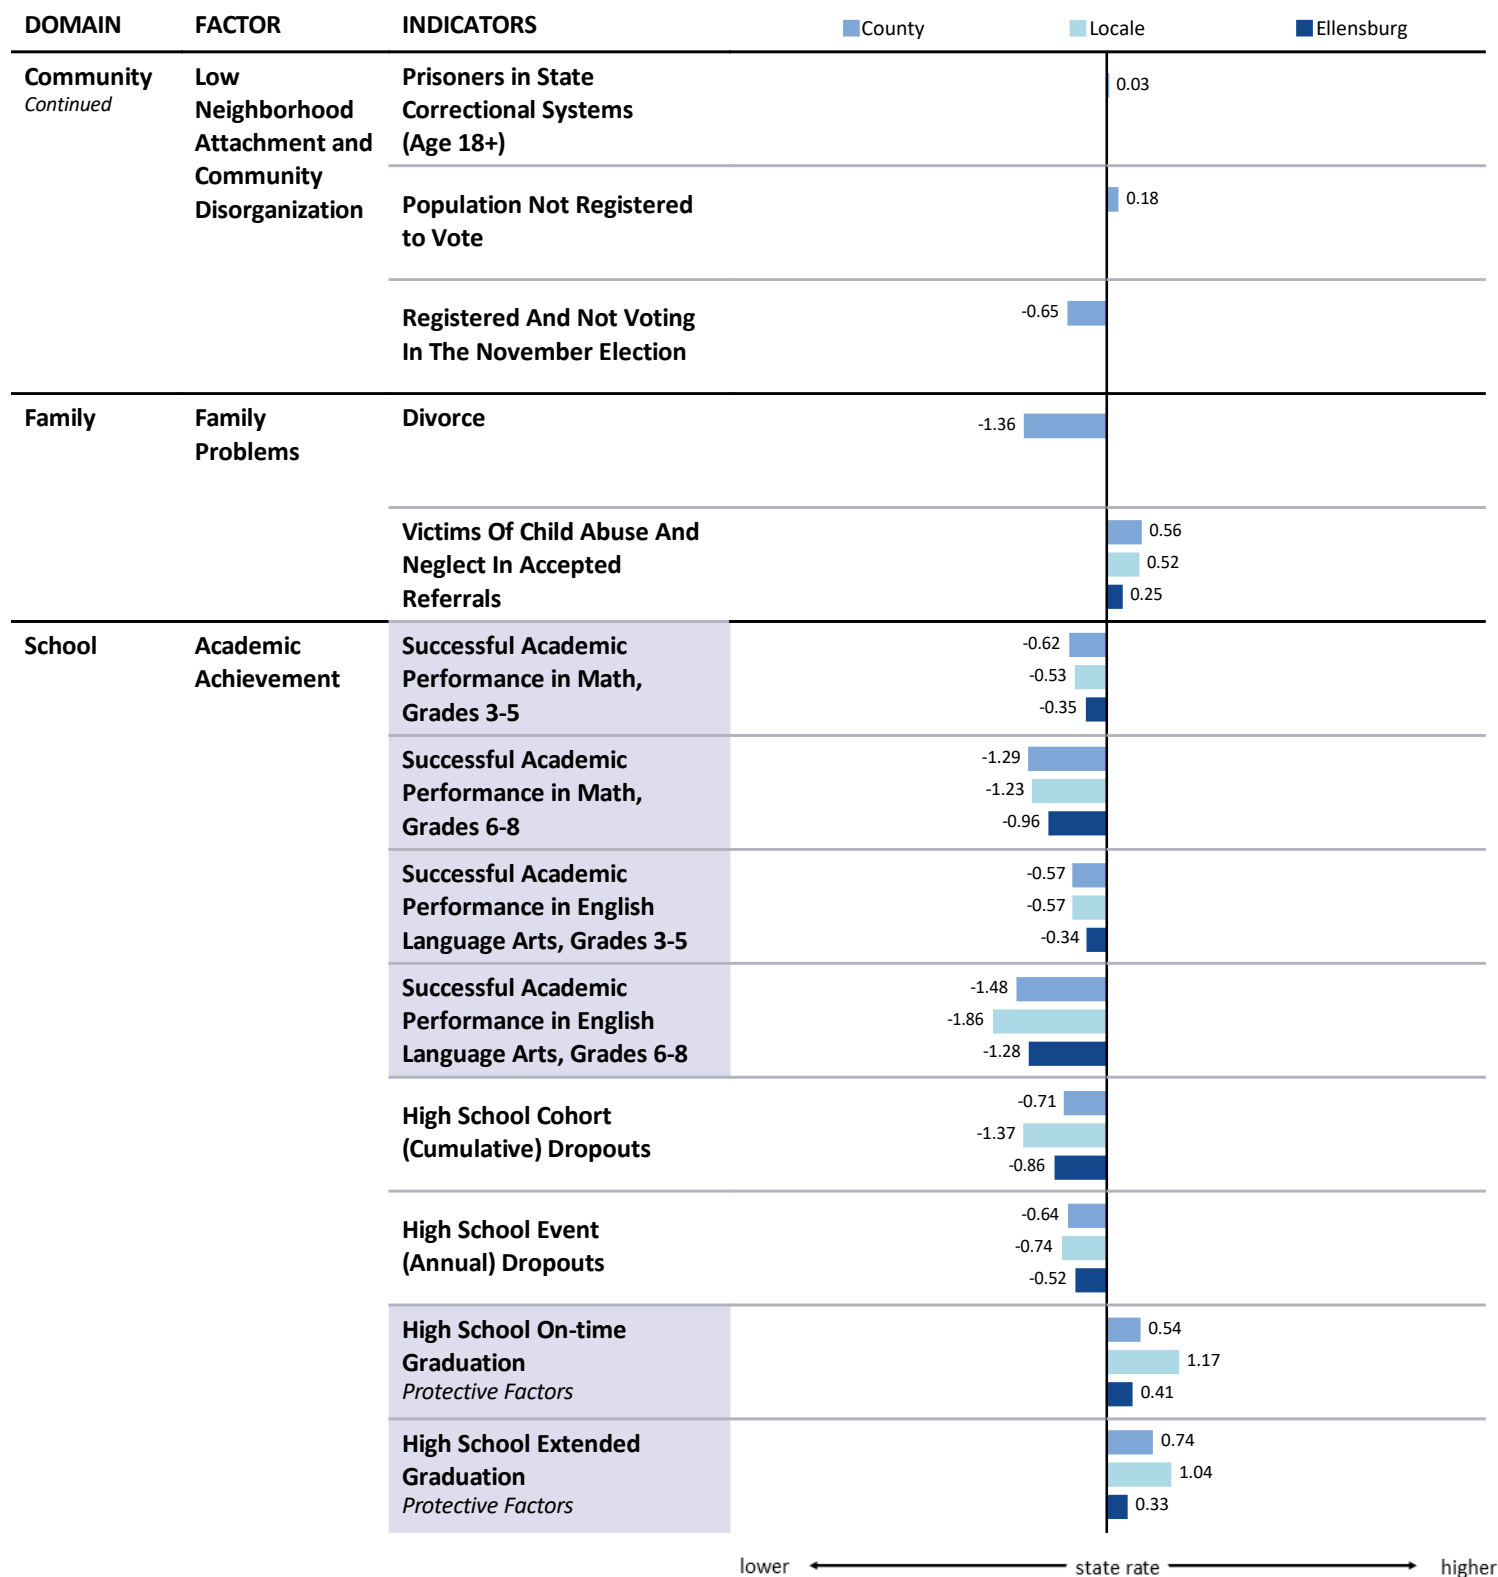 DOMAIN FACTOR INDICATORS County Locale Ellensburg
Community
Continued
Low
Neighborhood
Attachment and
Community
Disorganization
Prisoners in State
Correctional Systems
(Age 18+)
0.03
Population Not Registered
to Vote
0.18
Registered And Not Voting
In The November Election
-0.65
Family
Family
Problems
Divorce
-1.36
Victims Of Child Abuse And
Neglect In Accepted
Referrals
0.56
0.52
0.25
School
Academic
Achievement
Successful Academic
Performance in Math,
Grades 3-5
-0.62
-0.53
-0.35
Successful Academic
Performance in Math,
Grades 6-8
-1.29
-1.23
-0.96
Successful Academic
Performance in English
Language Arts, Grades 3-5
-0.57
-0.57
-0.34
Successful Academic
Performance in English
Language Arts, Grades 6-8
-1.48
-1.86
-1.28
High School Cohort
(Cumulative) Dropouts
-0.71
-1.37
-0.86
High School Event
(Annual) Dropouts
-0.64
-0.74
-0.52
High School On-time
Graduation
Protective Factors
0.54
1.17
0.41
High School Extended
Graduation
Protective Factors
0.74
1.04
0.33
lower state rate higher